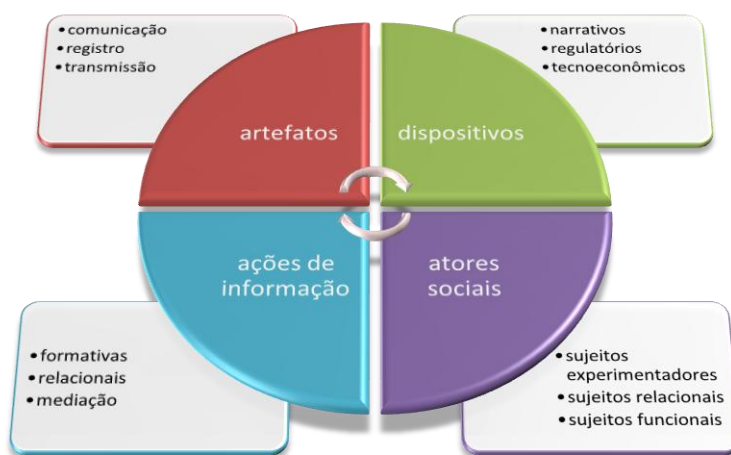 • comunicação
• registro
• transmissão
• narrativos
• regulatórios
• tecnoeconômicos
artefatos
dispositivos
ações de
informação
atores
sociais
• formativas
• relacionais
• mediação
• sujeitos
experimentadores
• sujeitos relacionais
• sujeitos funcionais